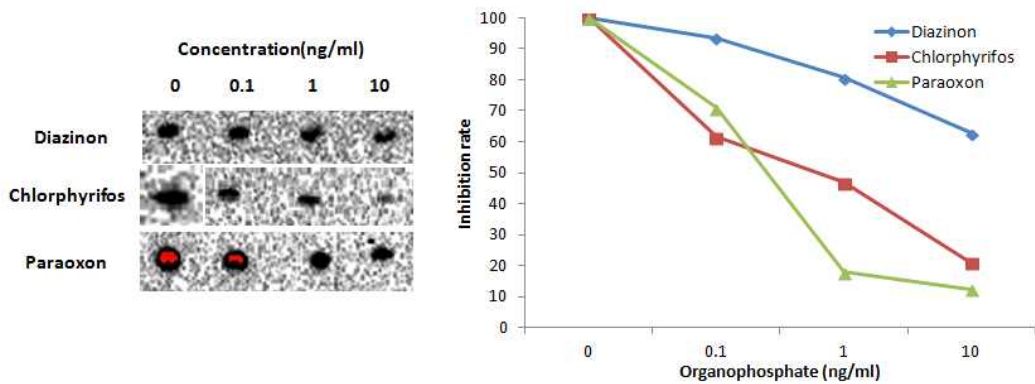 Concentration(ng/ml)
0 0.1 1 10
Diazinon
Chlorphyrifos
Paraoxon
100
90
80
70
60
50
40
30
20
10
0
Inhibition rate
0 0.1 1 10
Organophosphate (ng/ml)
Diazinon
Chlorphyrifos
Paraoxon